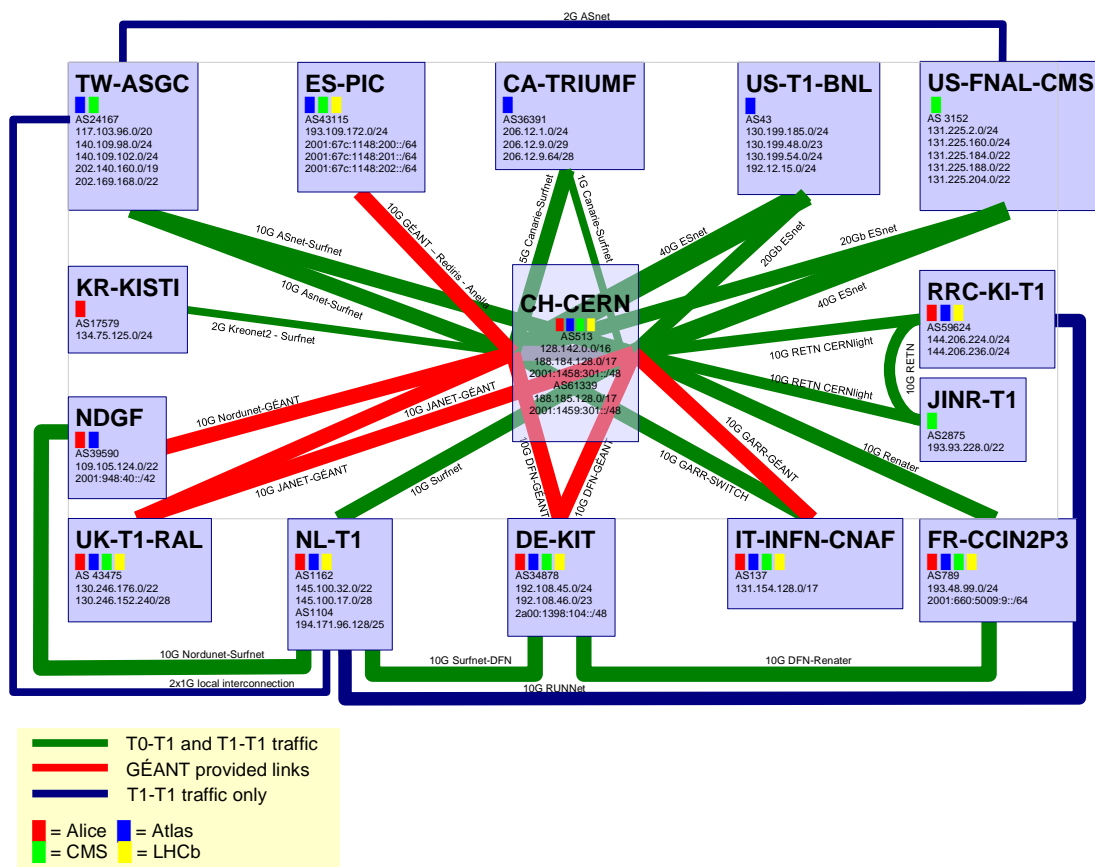 2G ASnet
TW-ASGC
AS24167
117.103.96.0/20
140.109.98.0/24
140.109.102.0/24
202.140.160.0/19
202.169.168.0/22
ES-PIC
AS43115
193.109.172.0/24
2001:67c:1148:200::/64
2001:67c:1148:201::/64
2001:67c:1148:202::/64
CA-TRIUMF
AS36391
206.12.1.0/24
206.12.9.0/29
206.12.9.64/28
US-T1-BNL
AS43
130.199.185.0/24
130.199.48.0/23
130.199.54.0/24
192.12.15.0/24
US-FNAL-CMS
AS 3152
131.225.2.0/24
131.225.160.0/24
131.225.184.0/22
131.225.188.0/22
131.225.204.0/22
10G ASnet-Surfnet
10G Asnet-Surfnet
10G GÉANT – Rediris - Anella
5G Canarie-Surfnet
1G Canarie-Surfnet
40G ESnet
20Gb ESnet
20Gb ESnet
40G ESnet
KR-KISTI
AS17579
134.75.125.0/24
2G Kreonet2 - Surfnet
CH-CERN
AS513
128.142.0.0/16
188.184.128.0/17
2001:1458:301::/48
AS61339
188.185.128.0/17
2001:1459:301::/48
RRC-KI-T1
AS59624
144.206.224.0/24
144.206.236.0/24
10G RETN CERNlight
10G RETN
10G RETN CERNlight
JINR-T1
AS2875
193.93.228.0/22
NDGF
AS39590
109.105.124.0/22
2001:948:40::/42
10G Nordunet-GÉANT
10G JANET-GÉANT
10G JANET-GÉANT
10G Surfnet
10G DFN-GÉANT
10G DFN-GÉANT
10G GARR-SWITCH
10G GARR-GÉANT
10G Renater
UK-T1-RAL
AS 43475
130.246.176.0/22
130.246.152.240/28
NL-T1
AS1162
145.100.32.0/22
145.100.17.0/28
AS1104
194.171.96.128/25
DE-KIT
AS34878
192.108.45.0/24
192.108.46.0/23
2a00:1398:104::/48
IT-INFN-CNAF
AS137
131.154.128.0/17
FR-CCIN2P3
AS789
193.48.99.0/24
2001:660:5009:9::/64
10G Nordunet-Surfnet
10G Surfnet-DFN
10G DFN-Renater
2x1G local interconnection
10G RUNNet
T0-T1 and T1-T1 traffic
GÉANT provided links
T1-T1 traffic only
= Alice = Atlas
= CMS = LHCb